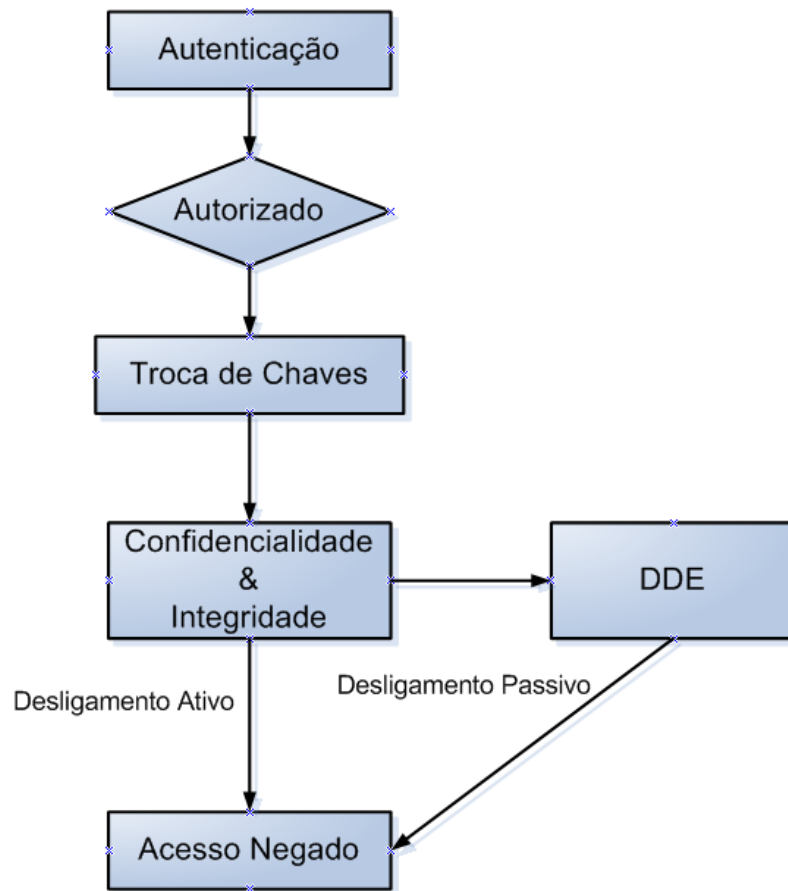 Autenticação
Autorizado
Troca de Chaves
Confidencialidade
&
Integridade
DDE
Desligamento Ativo
Desligamento Passivo
Acesso Negado